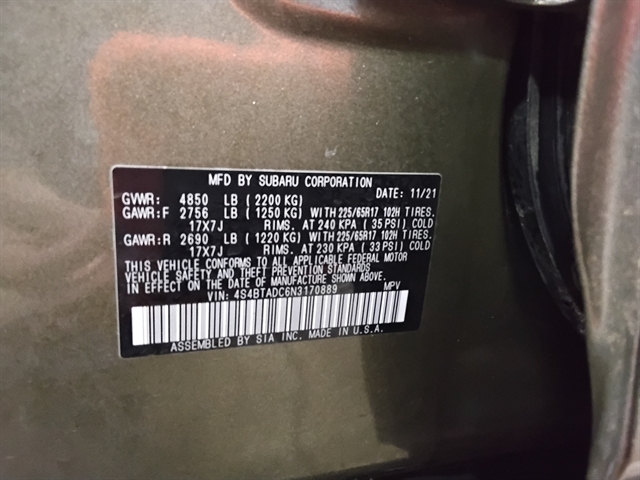 MFD BY SUBARU CORPORATION
DATE: 11/21
GVWR: 4850 LB (2200 KG)
GAWR:F 2756 LB (1250 KG) WITH 225/65R17 102H TIRES.
17X7J RIMS. AT 240 KPA (35 PSI) COLD
GAWR:R 2690 LB (1220 KG) WITH 225/65R17 102H TIRES.
17X7J RIMS. AT 230 KPA (33 PSI) COLD
THIS VEHICLE CONFORMS TO ALL APPLICABLE FEDERAL MOTOR
VEHICLE SAFETY AND THEFT PREVENTION STANDARDS
IN EFFECT ON THE DATE OF MANUFACTURE SHOWN ABOVE.
VIN: 4S4BTADC6N3170889 MPV
ASSEMBLED BY SIA INC. MADE IN U.S.A.